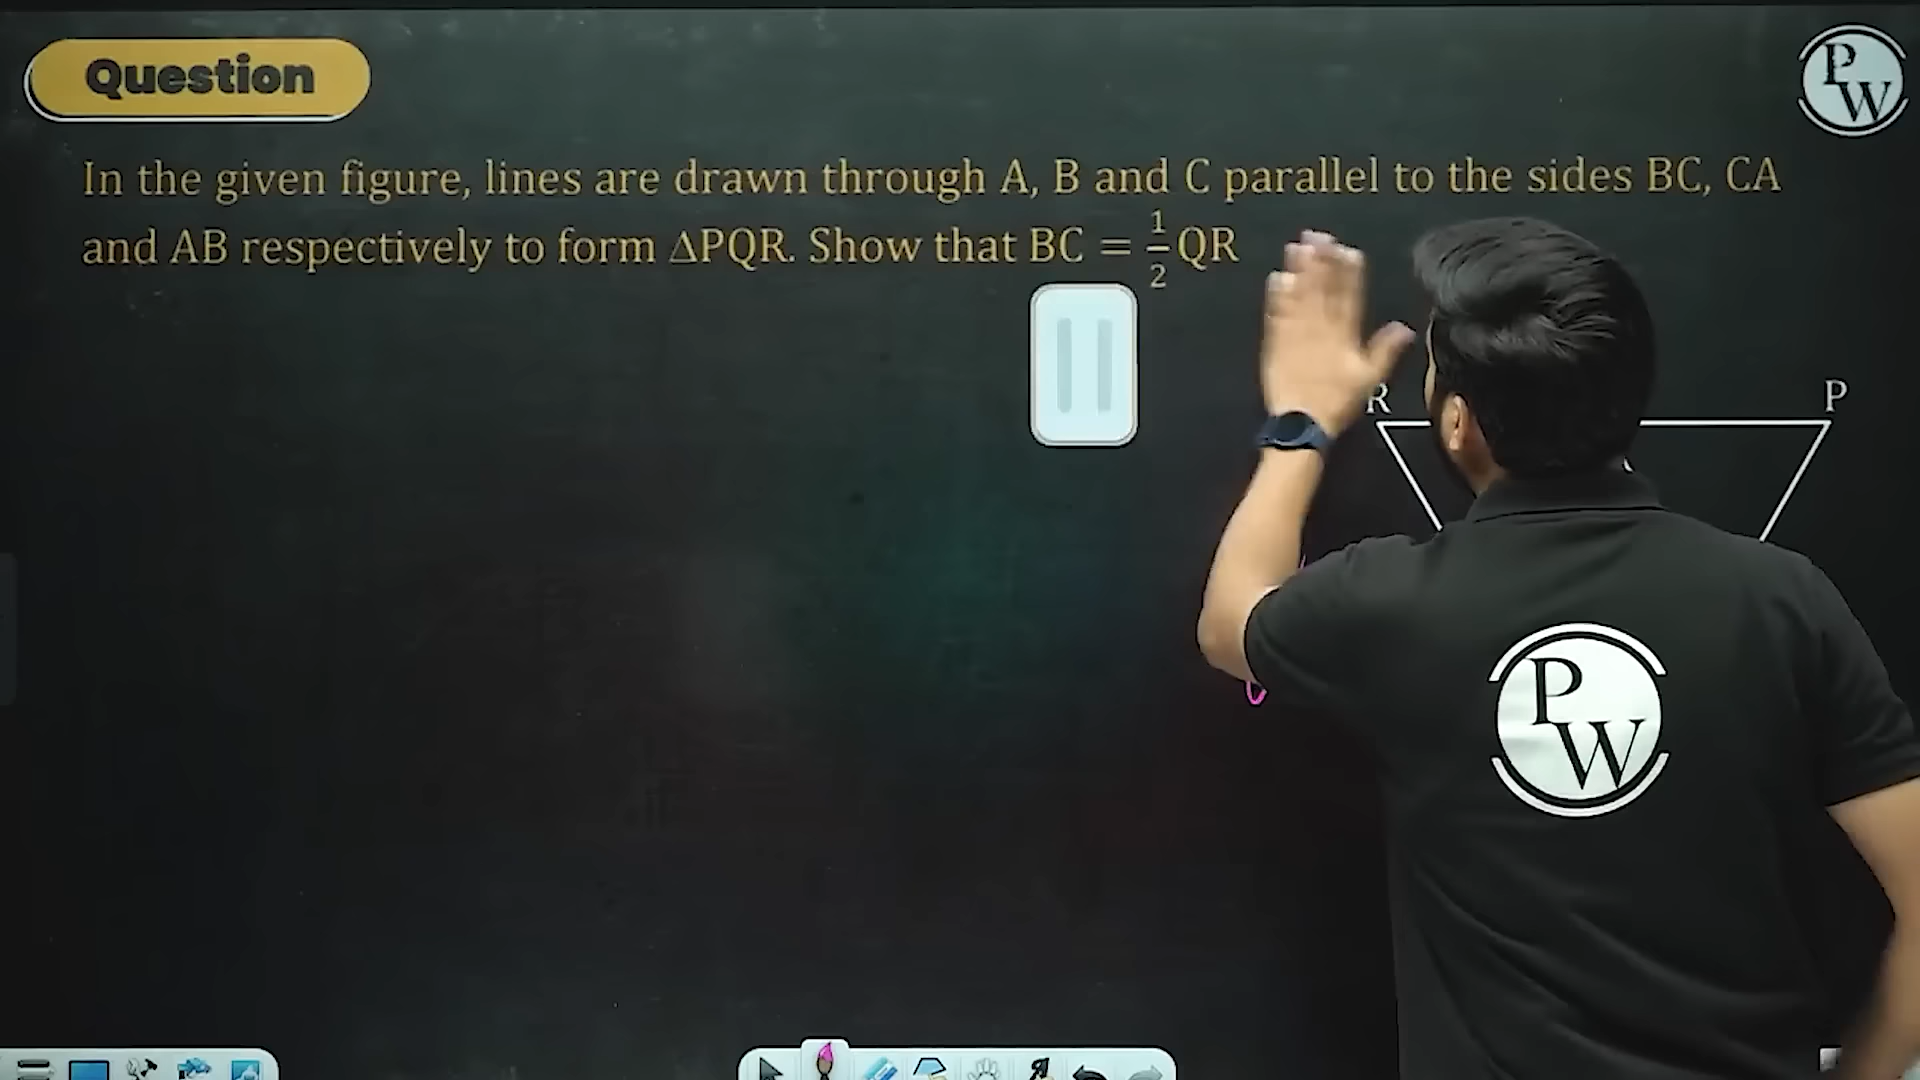 Question
P
W
In the given figure, lines are drawn through A, B and C parallel to the sides BC, CA
and AB respectively to form ΔPQR. Show that BC = 1/2 QR
R
P
P
W